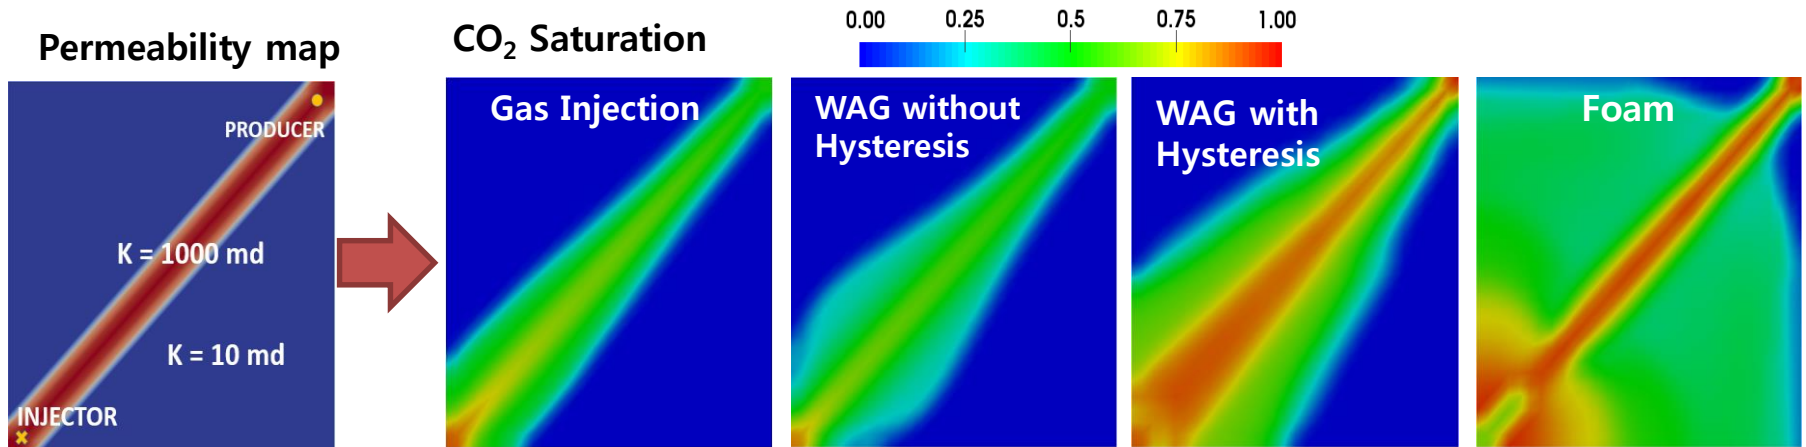 Permeability map
CO₂ Saturation
0.00 0.25 0.5 0.75 1.00
PRODUCER
K = 1000 md
K = 10 md
INJECTOR
Gas Injection
WAG without
Hysteresis
WAG with
Hysteresis
Foam